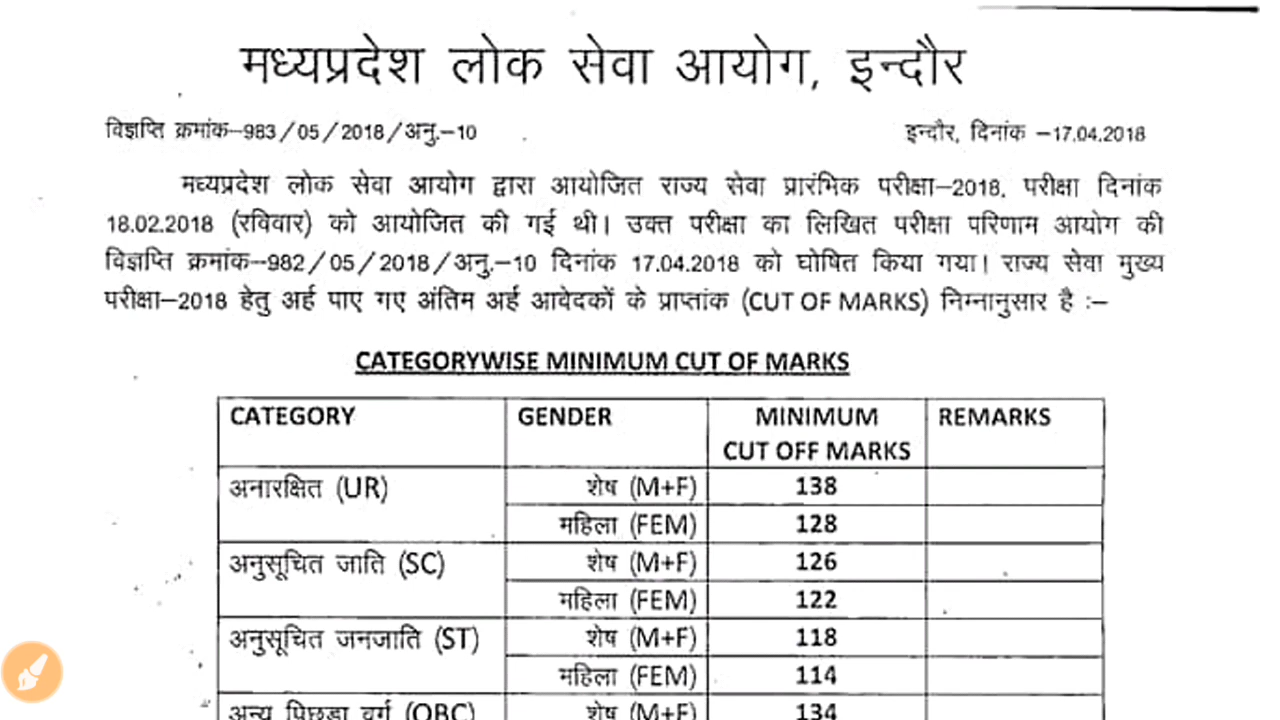 मध्यप्रदेश लोक सेवा आयोग, इन्दौर
विज्ञप्ति क्रमांक–983/05/2018/अनु.–10 इन्दौर, दिनांक –17.04.2018
मध्यप्रदेश लोक सेवा आयोग द्वारा आयोजित राज्य सेवा प्रारंभिक परीक्षा–2018, परीक्षा दिनांक
18.02.2018 (रविवार) को आयोजित की गई थी। उक्त परीक्षा का लिखित परीक्षा परिणाम आयोग की
विज्ञप्ति क्रमांक–982/05/2018/अनु.–10 दिनांक 17.04.2018 को घोषित किया गया। राज्य सेवा मुख्य
परीक्षा–2018 हेतु अर्ह पाए गए अंतिम अर्ह आवेदकों के प्राप्तांक (CUT OF MARKS) निम्नानुसार है :–
CATEGORYWISE MINIMUM CUT OF MARKS
CATEGORY GENDER MINIMUM CUT OFF MARKS REMARKS
अनारक्षित (UR) शेष (M+F) 138
महिला (FEM) 128
अनुसूचित जाति (SC) शेष (M+F) 126
महिला (FEM) 122
अनुसूचित जनजाति (ST) शेष (M+F) 118
महिला (FEM) 114
अन्य पिछड़ा वर्ग (OBC) शेष (M+F) 134